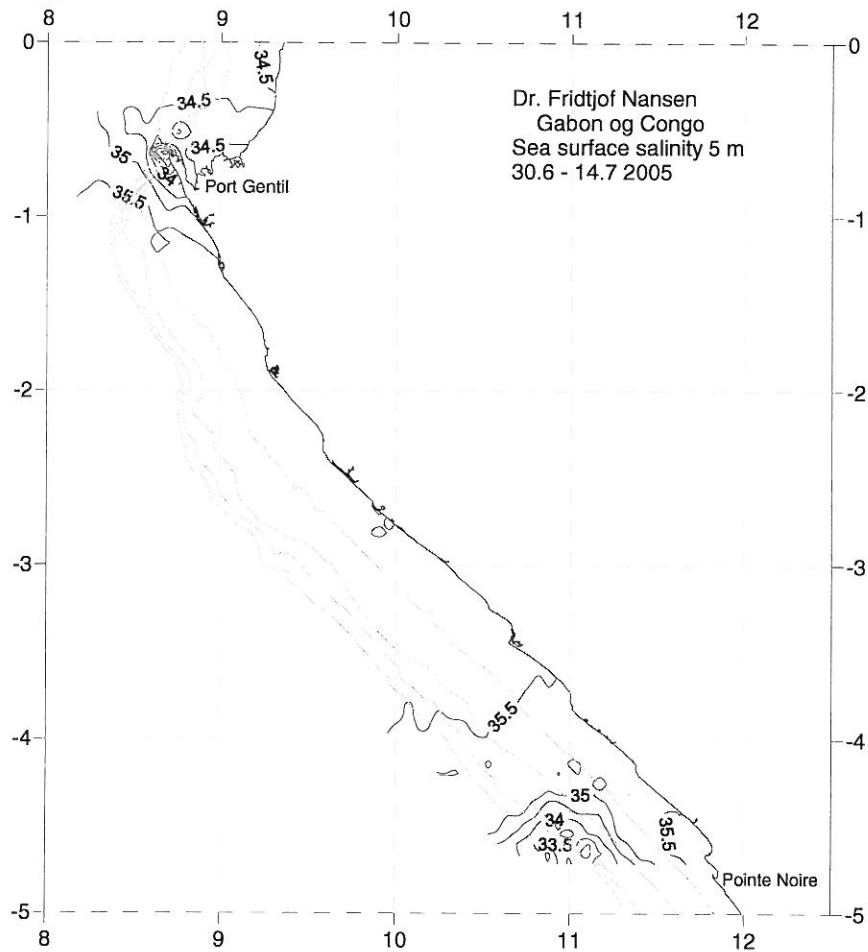 8 9 10 11 12
0 0
34.5
34.5
Dr. Fridtjof Nansen
Gabon og Congo
34.5
Sea surface salinity 5 m
35
30.6 - 14.7 2005
34
Port Gentil
35.5
-1 -1
-2 -2
-3 -3
35.5
-4 -4
35
34
33.5
35.5
Pointe Noire
-5 -5
8 9 10 11 12